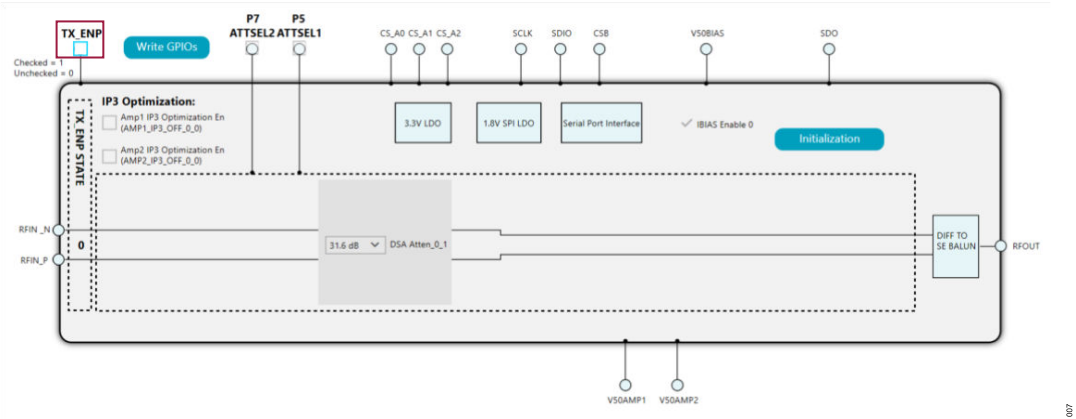 P7 P5
TX_ENP ATTSEL2 ATTSEL1 CS_A0 CS_A1 CS_A2 SCLK SDIO CSB V50BIAS SDO
Write GPIOs
Checked = 1
Unchecked = 0
IP3 Optimization:
Amp1 IP3 Optimization En
(AMP1_IP3_OFF_0_0)
Amp2 IP3 Optimization En
(AMP2_IP3_OFF_0_0)
3.3V LDO
1.8V SPI LDO
Serial Port Interface
IBIAS Enable 0
Initialization
TX_ENP STATE
0
RFIN _N
RFIN_P
31.6 dB
DSA Atten_0_1
DIFF TO
SE BALUN
RFOUT
V50AMP1 V50AMP2
007